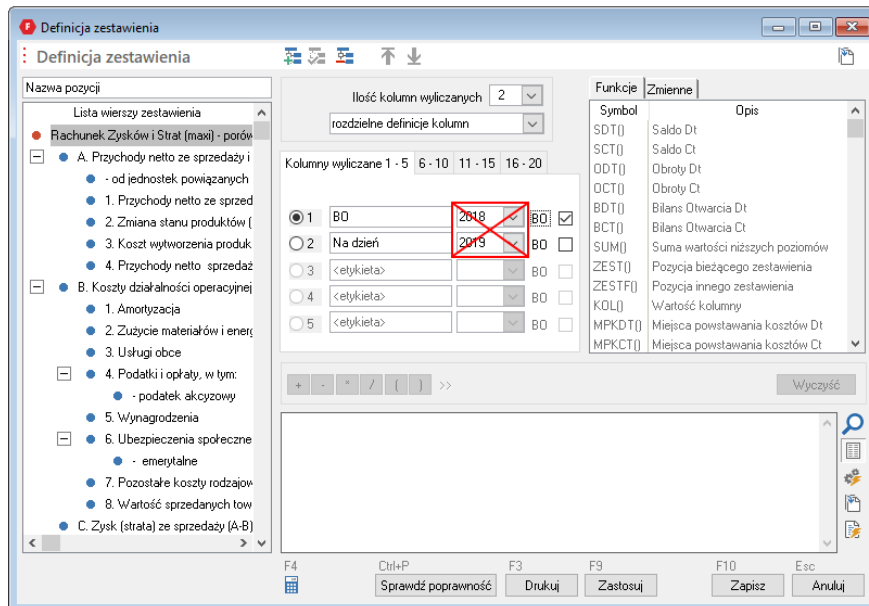 Definicja zestawienia
Definicja zestawienia
Nazwa pozycji
Lista wierszy zestawienia
Rachunek Zysków i Strat (maxi) - porów
A. Przychody netto ze sprzedaży i
- od jednostek powiązanych
1. Przychody netto ze sprzed
2. Zmiana stanu produktów (
3. Koszt wytworzenia produk
4. Przychody netto sprzedaż
B. Koszty działalności operacyjnej
1. Amortyzacja
2. Zużycie materiałów i energ
3. Usługi obce
4. Podatki i opłaty, w tym:
- podatek akcyzowy
5. Wynagrodzenia
6. Ubezpieczenia społeczne
- emerytalne
7. Pozostałe koszty rodzajow
8. Wartość sprzedanych tow
C. Zysk (strata) ze sprzedaży (A-B)
Ilość kolumn wyliczanych 2
rozdzielne definicje kolumn
Kolumny wyliczane 1 - 5 6 - 10 11 - 15 16 - 20
1 BO 2018 BO
2 Na dzień 2019 BO
3 <etykieta> BO
4 <etykieta> BO
5 <etykieta> BO
Funkcje Zmienne
Symbol Opis
SDT() Saldo Dt
SCT() Saldo Ct
ODT() Obroty Dt
OCT() Obroty Ct
BDT() Bilans Otwarcia Dt
BCT() Bilans Otwarcia Ct
SUM() Suma wartości niższych poziomów
ZEST() Pozycja bieżącego zestawienia
ZESTF() Pozycja innego zestawienia
KOL() Wartość kolumny
MPKDT() Miejsca powstawania kosztów Dt
MPKCT() Miejsca powstawania kosztów Ct
+ - * / ( ) >> Wyczyść
F4 Ctrl+P F3 F9 F10 Esc
Sprawdź poprawność Drukuj Zastosuj Zapisz Anuluj